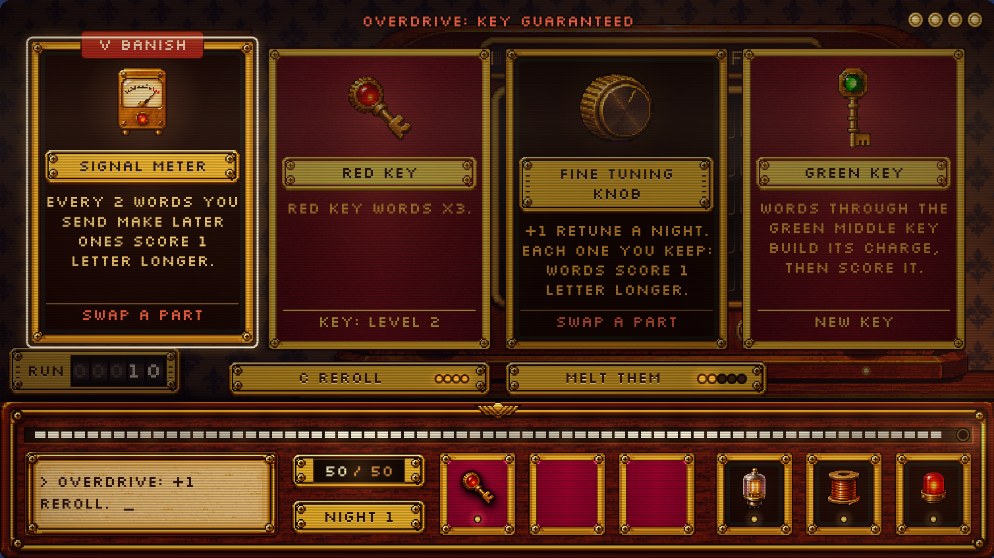 OVERDRIVE: KEY GUARANTEED
V BANISH
SIGNAL METER
EVERY 2 WORDS YOU
SEND MAKE LATER
ONES SCORE 1
LETTER LONGER.
SWAP A PART
RED KEY
RED KEY WORDS X3.
KEY: LEVEL 2
FINE TUNING
KNOB
+1 RETUNE A NIGHT.
EACH ONE YOU KEEP:
WORDS SCORE 1
LETTER LONGER.
SWAP A PART
GREEN KEY
WORDS THROUGH THE
GREEN MIDDLE KEY
BUILD ITS CHARGE,
THEN SCORE IT.
NEW KEY
RUN 00010
C REROLL
MELT THEM
> OVERDRIVE: +1
REROLL. _
50 / 50
NIGHT 1